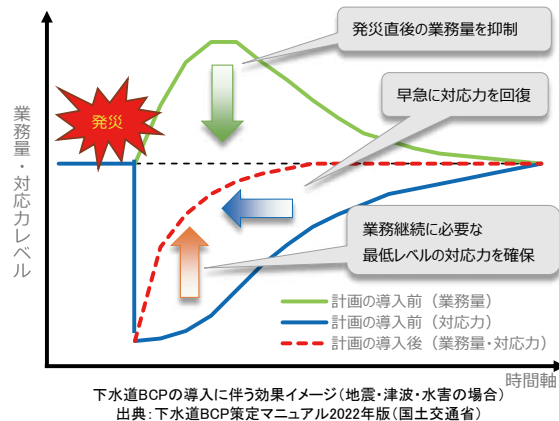 発災直後の業務量を抑制
発災
早急に対応力を回復
業務量・対応力レベル
業務継続に必要な
最低レベルの対応力を確保
計画の導入前（業務量）
計画の導入前（対応力）
計画の導入後（業務量・対応力）
時間軸
下水道BCPの導入に伴う効果イメージ（地震・津波・水害の場合）
出典：下水道BCP策定マニュアル2022年版（国土交通省）